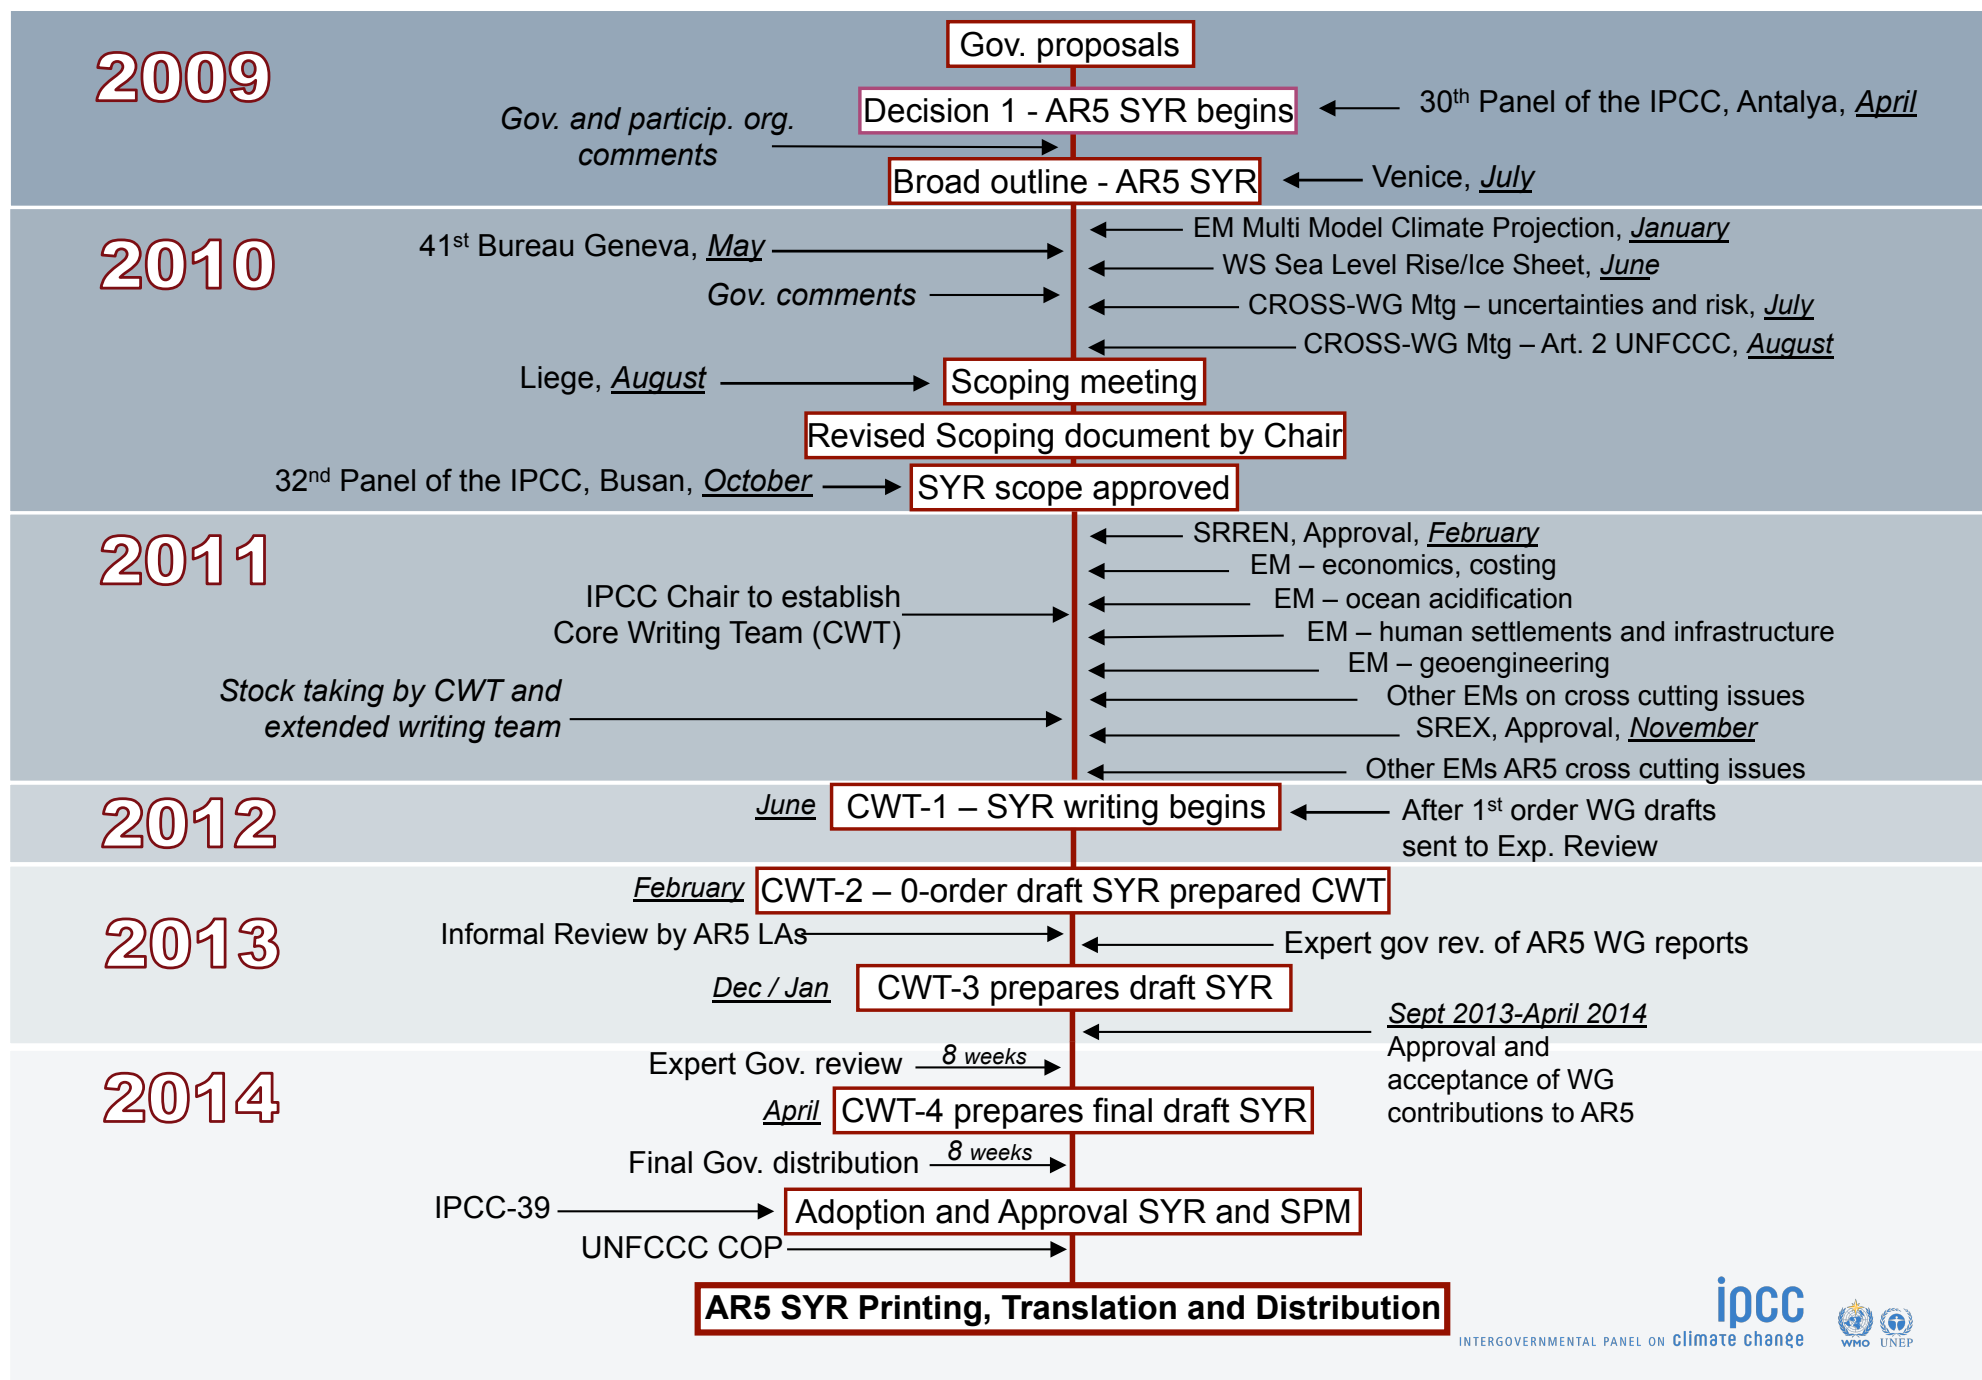 2009
Gov. proposals
Decision 1 - AR5 SYR begins
30th Panel of the IPCC, Antalya, April
Gov. and particip. org.
comments
Broad outline - AR5 SYR
Venice, July
2010
EM Multi Model Climate Projection, January
41st Bureau Geneva, May
WS Sea Level Rise/Ice Sheet, June
Gov. comments
CROSS-WG Mtg – uncertainties and risk, July
CROSS-WG Mtg – Art. 2 UNFCCC, August
Liege, August
Scoping meeting
Revised Scoping document by Chair
32nd Panel of the IPCC, Busan, October
SYR scope approved
2011
SRREN, Approval, February
EM – economics, costing
IPCC Chair to establish
Core Writing Team (CWT)
EM – ocean acidification
EM – human settlements and infrastructure
EM – geoengineering
Stock taking by CWT and
extended writing team
Other EMs on cross cutting issues
SREX, Approval, November
Other EMs AR5 cross cutting issues
2012
June
CWT-1 – SYR writing begins
After 1st order WG drafts
sent to Exp. Review
2013
February
CWT-2 – 0-order draft SYR prepared CWT
Informal Review by AR5 LAs
Expert gov rev. of AR5 WG reports
Dec / Jan
CWT-3 prepares draft SYR
Sept 2013-April 2014
Approval and
acceptance of WG
contributions to AR5
2014
Expert Gov. review
8 weeks
April
CWT-4 prepares final draft SYR
Final Gov. distribution
8 weeks
IPCC-39
Adoption and Approval SYR and SPM
UNFCCC COP
AR5 SYR Printing, Translation and Distribution
ipcc
INTERGOVERNMENTAL PANEL ON climate change
WMO
UNEP